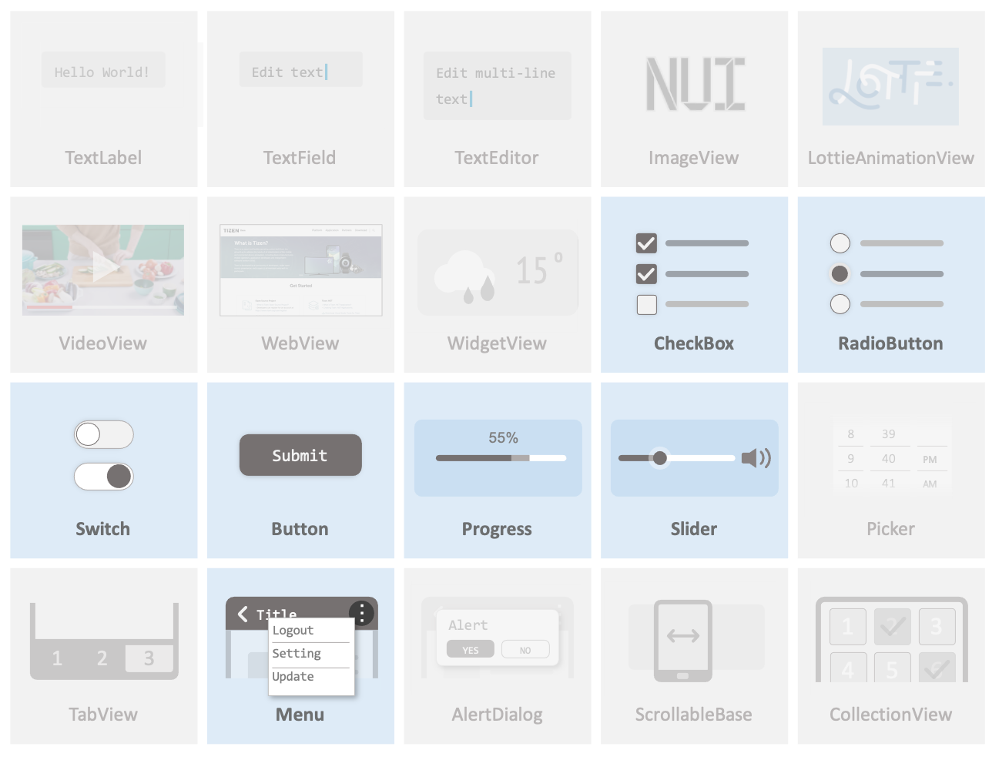 Hello World!
TextLabel
Edit text
TextField
Edit multi-line
text
TextEditor
NUI
ImageView
LOTTIE.
LottieAnimationView
VideoView
TIZEN
What is Tizen?
Get Started
WebView
15°
WidgetView
CheckBox
RadioButton
Switch
Submit
Button
55%
Progress
Slider
8 39
9 40 PM
10 41 AM
Picker
1 2 3
TabView
Title
Logout
Setting
Update
Menu
Alert
YES NO
AlertDialog
ScrollableBase
1 2 3
4 5 6
CollectionView